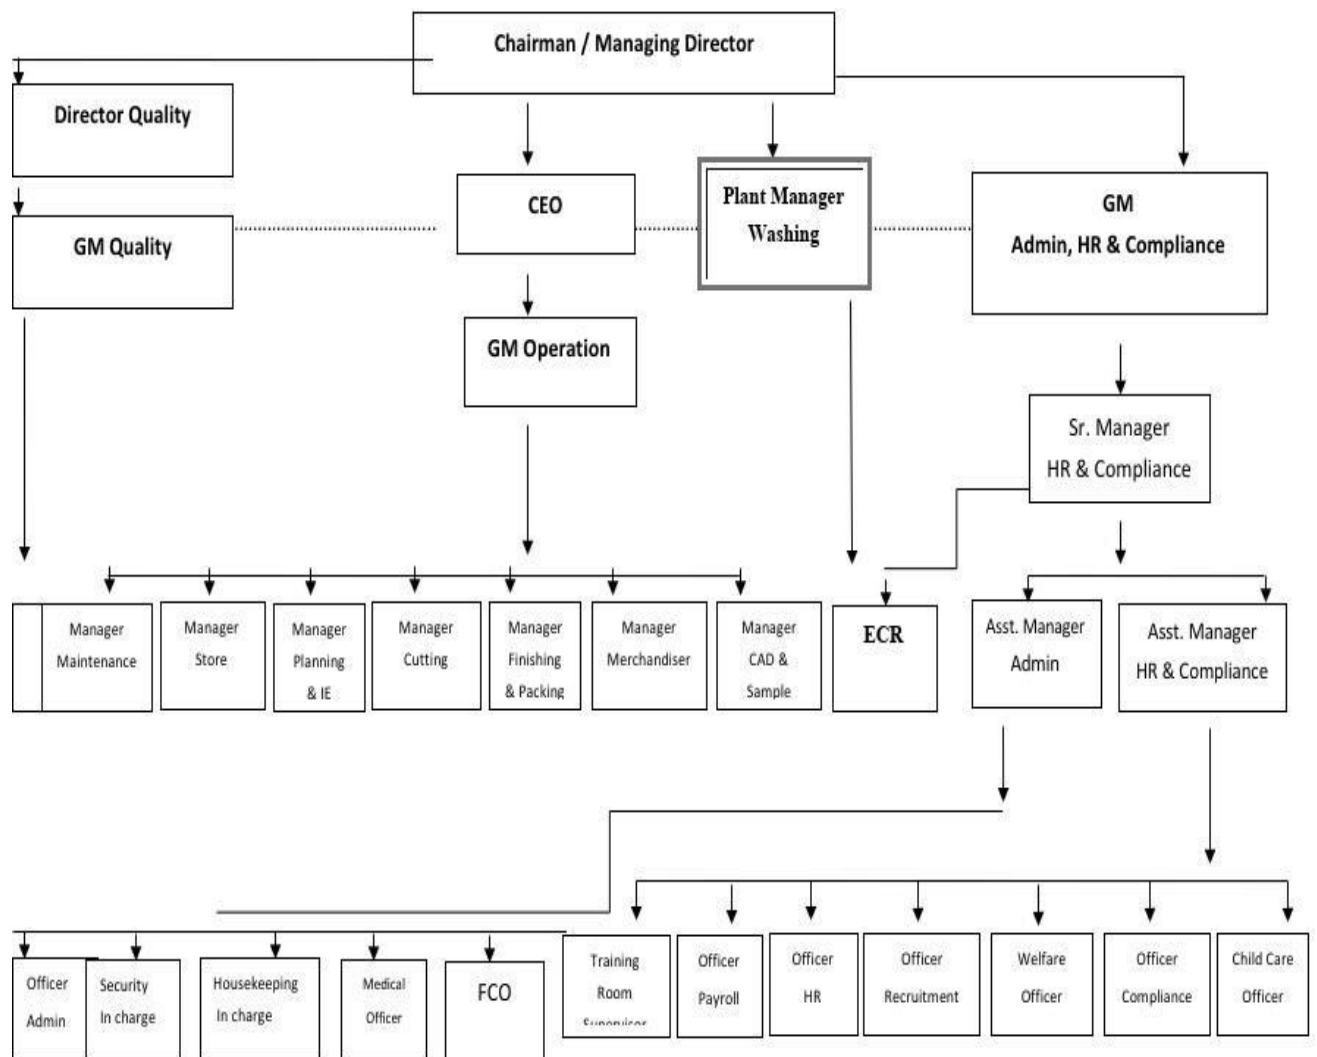 Chairman / Managing Director
Director Quality
CEO
Plant Manager
Washing
GM
Admin, HR & Compliance
GM Quality
GM Operation
Sr. Manager
HR & Compliance
Manager
Maintenance
Manager
Store
Manager
Planning
& IE
Manager
Cutting
Manager
Finishing
& Packing
Manager
Merchandiser
Manager
CAD &
Sample
ECR
Asst. Manager
Admin
Asst. Manager
HR & Compliance
Officer
Admin
Security
In charge
Housekeeping
In charge
Medical
Officer
FCO
Training
Room
Supervisor
Officer
Payroll
Officer
HR
Officer
Recruitment
Welfare
Officer
Officer
Compliance
Child Care
Officer